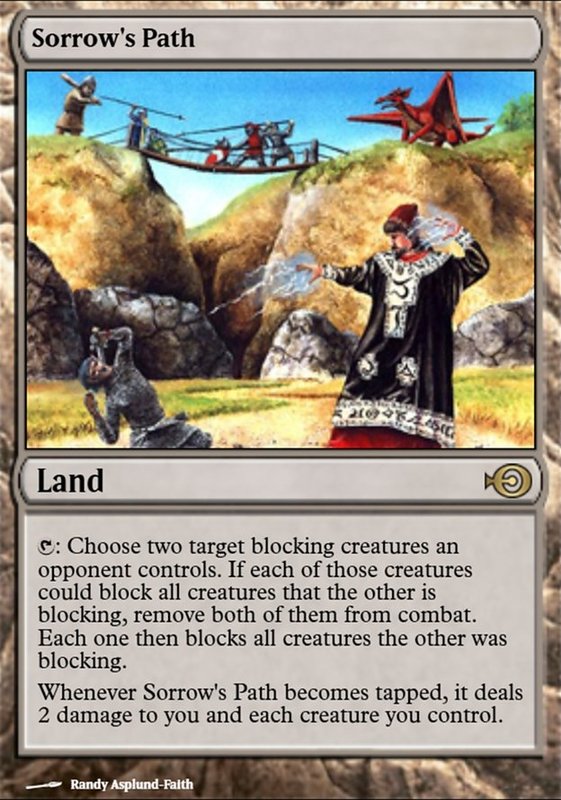 Sorrow's Path
Land
: Choose two target blocking creatures an
opponent controls. If each of those creatures
could block all creatures that the other is
blocking, remove both of them from combat.
Each one then blocks all creatures the other was
blocking.
Whenever Sorrow's Path becomes tapped, it deals
2 damage to you and each creature you control.
Randy Asplund-Faith